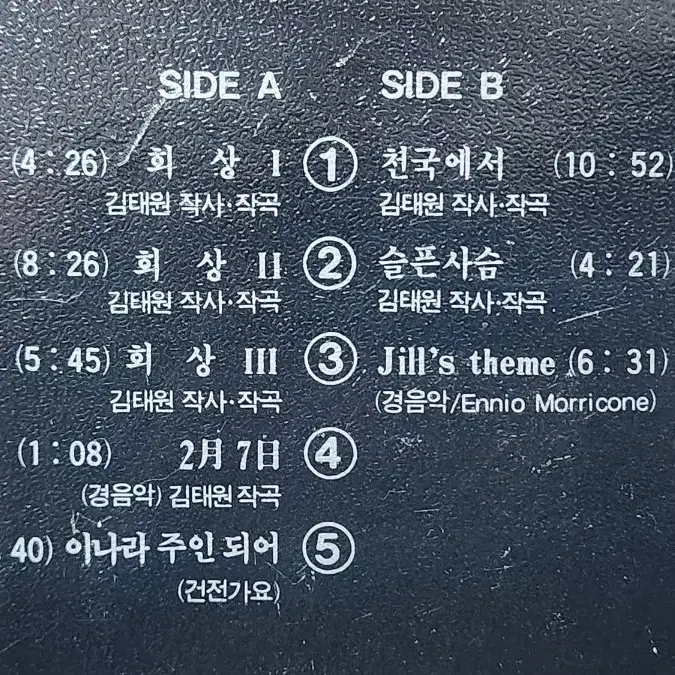 SIDE A
(4:26) 회 상 I ①
김태원 작사·작곡
(8:26) 회 상 II ②
김태원 작사·작곡
(5:45) 회 상 III ③
김태원 작사·작곡
(1:08) 2月 7日 ④
(경음악) 김태원 작곡
40) 이나라 주인 되어 ⑤
(건전가요)
SIDE B
천국에서 (10:52)
김태원 작사·작곡
슬픈사슴 (4:21)
김태원 작사·작곡
Jill's theme (6:31)
(경음악/Ennio Morricone)